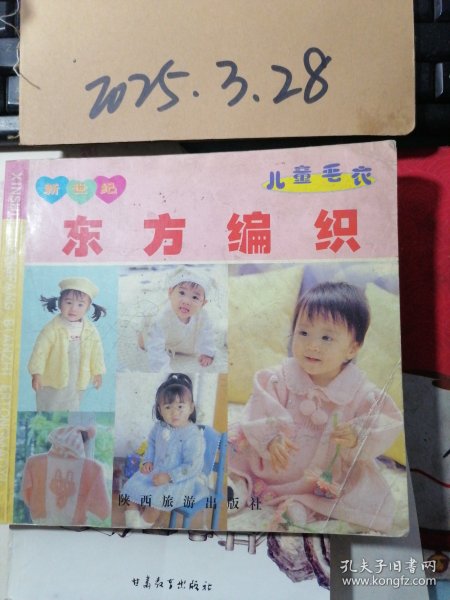 2025.3.28
新世纪
儿童毛衣
东方编织
陕西旅游出版社
甘肃教育出版社
孔夫子旧书网
www.kongfz.com